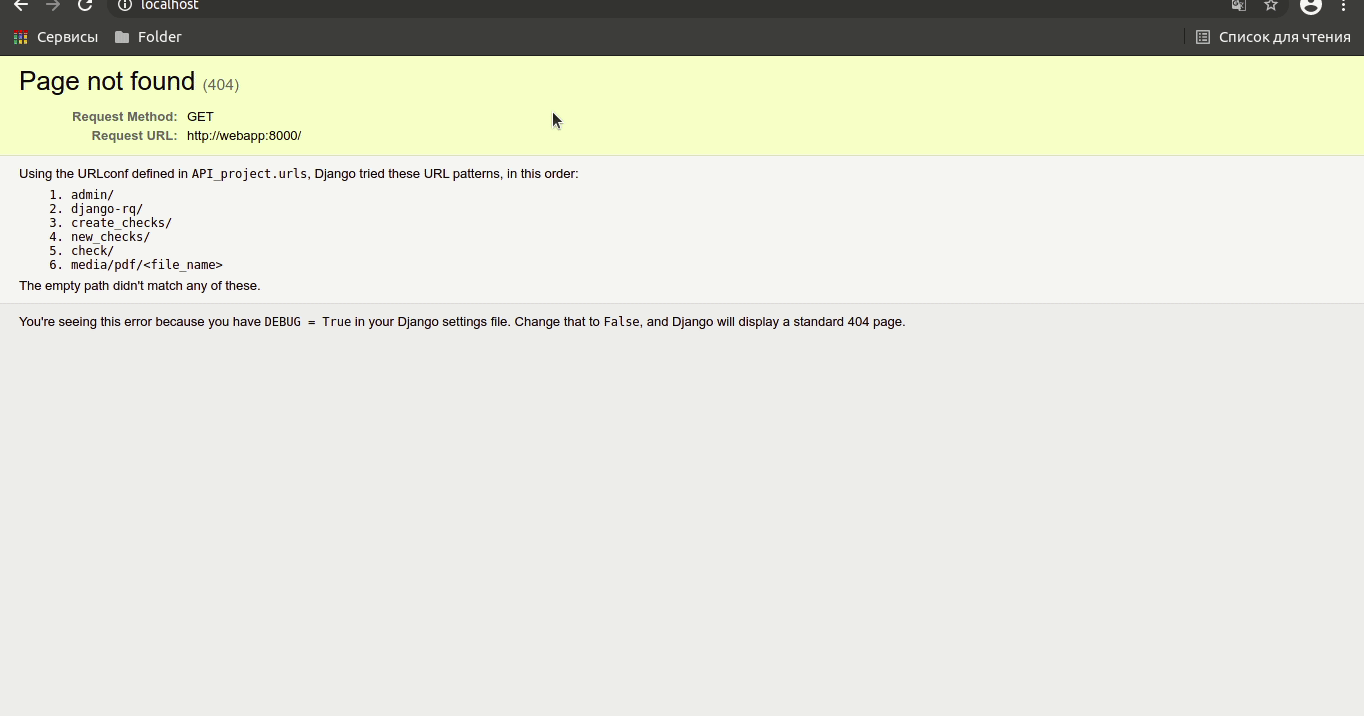 localhost
Сервисы Folder Список для чтения
Page not found (404)
Request Method: GET
Request URL: http://webapp:8000/
Using the URLconf defined in API_project.urls, Django tried these URL patterns, in this order:
1. admin/
2. django-rq/
3. create_checks/
4. new_checks/
5. check/
6. media/pdf/<file_name>
The empty path didn't match any of these.
You're seeing this error because you have DEBUG = True in your Django settings file. Change that to False, and Django will display a standard 404 page.